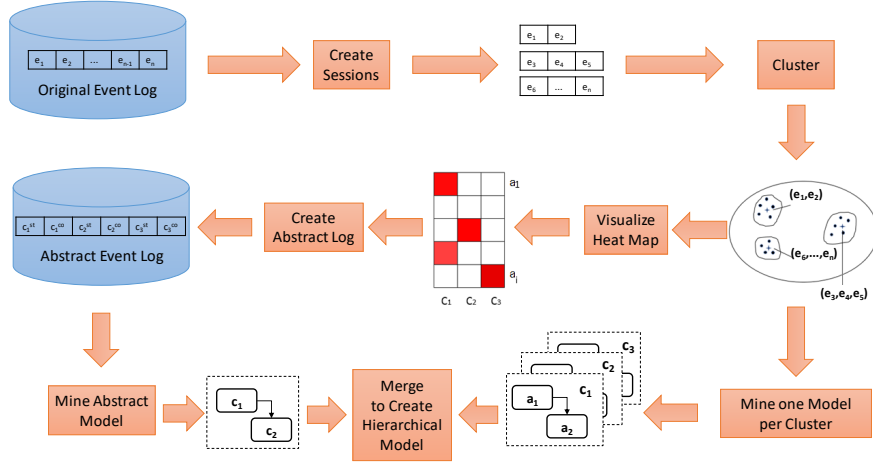 e1 e2 ... en-1 en
Original Event Log
Create
Sessions
e1 e2
e3 e4 e5
e6 ... en
Cluster
(e1,e2)
(e6,...,en)
(e3,e4,e5)
Visualize
Heat Map
a1
ai
C1 C2 C3
Create
Abstract Log
c1st c1co c2st c2co c3st c3co
Abstract Event Log
Mine Abstract
Model
c1
c2
Merge
to Create
Hierarchical
Model
c3
c2
c1
a1
a2
Mine one Model
per Cluster